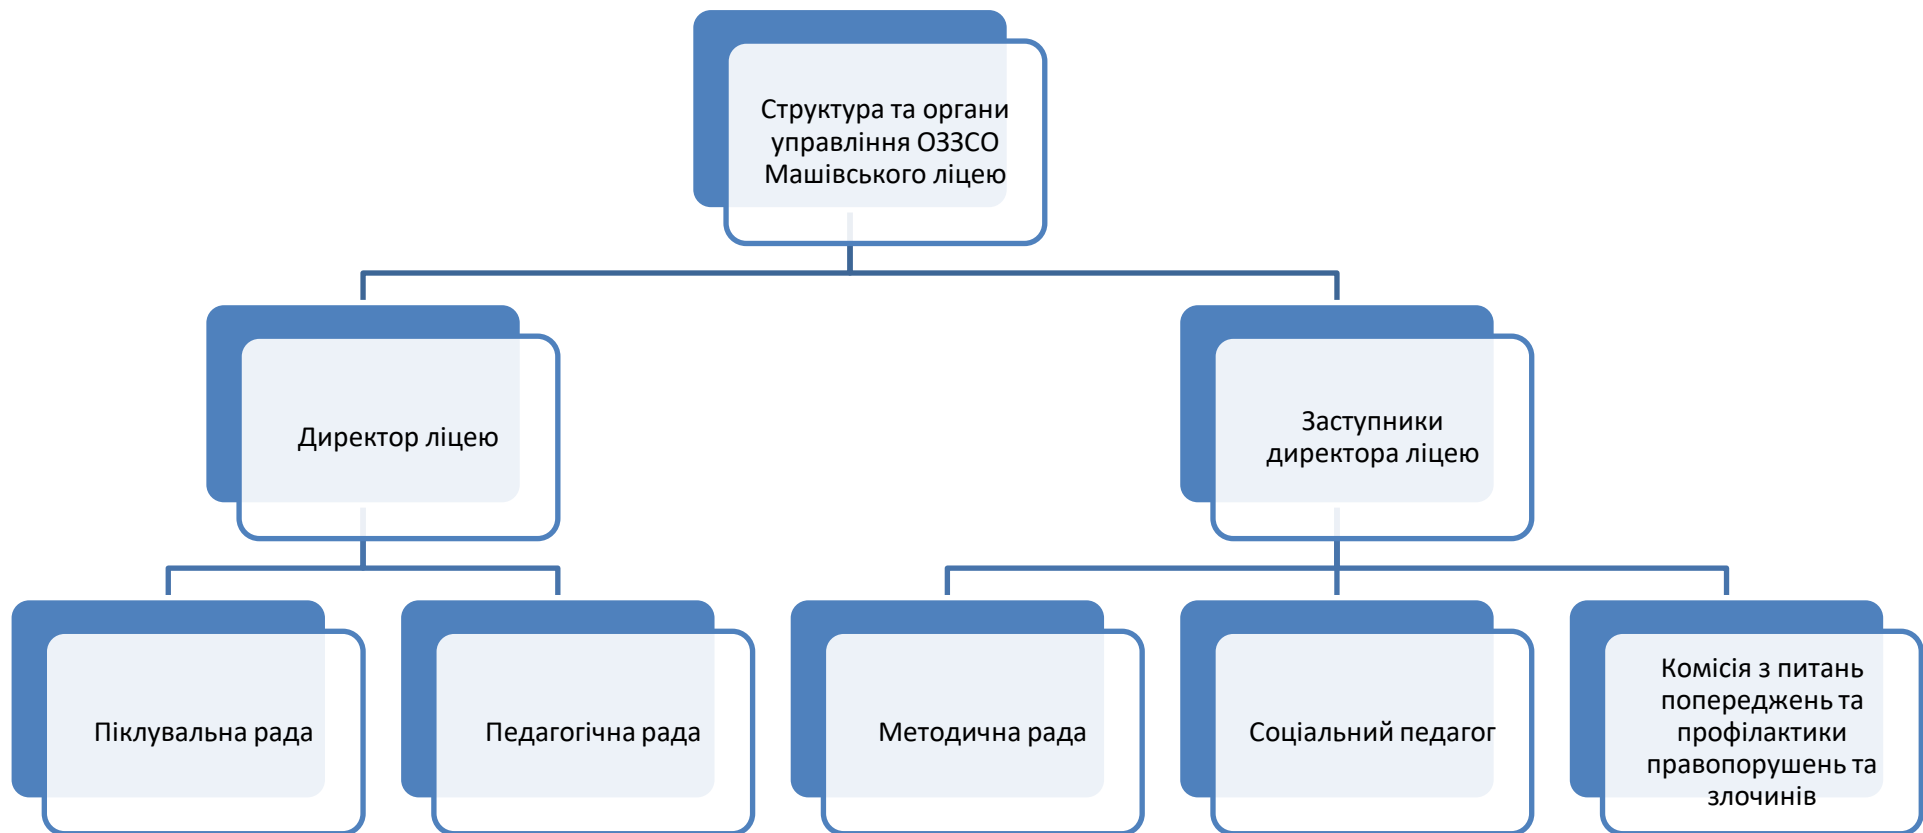 Структура та органи
управління ОЗЗСО
Машівського ліцею
Директор ліцею
Заступники
директора ліцею
Піклувальна рада
Педагогічна рада
Методична рада
Соціальний педагог
Комісія з питань
попереджень та
профілактики
правопорушень та
злочинів